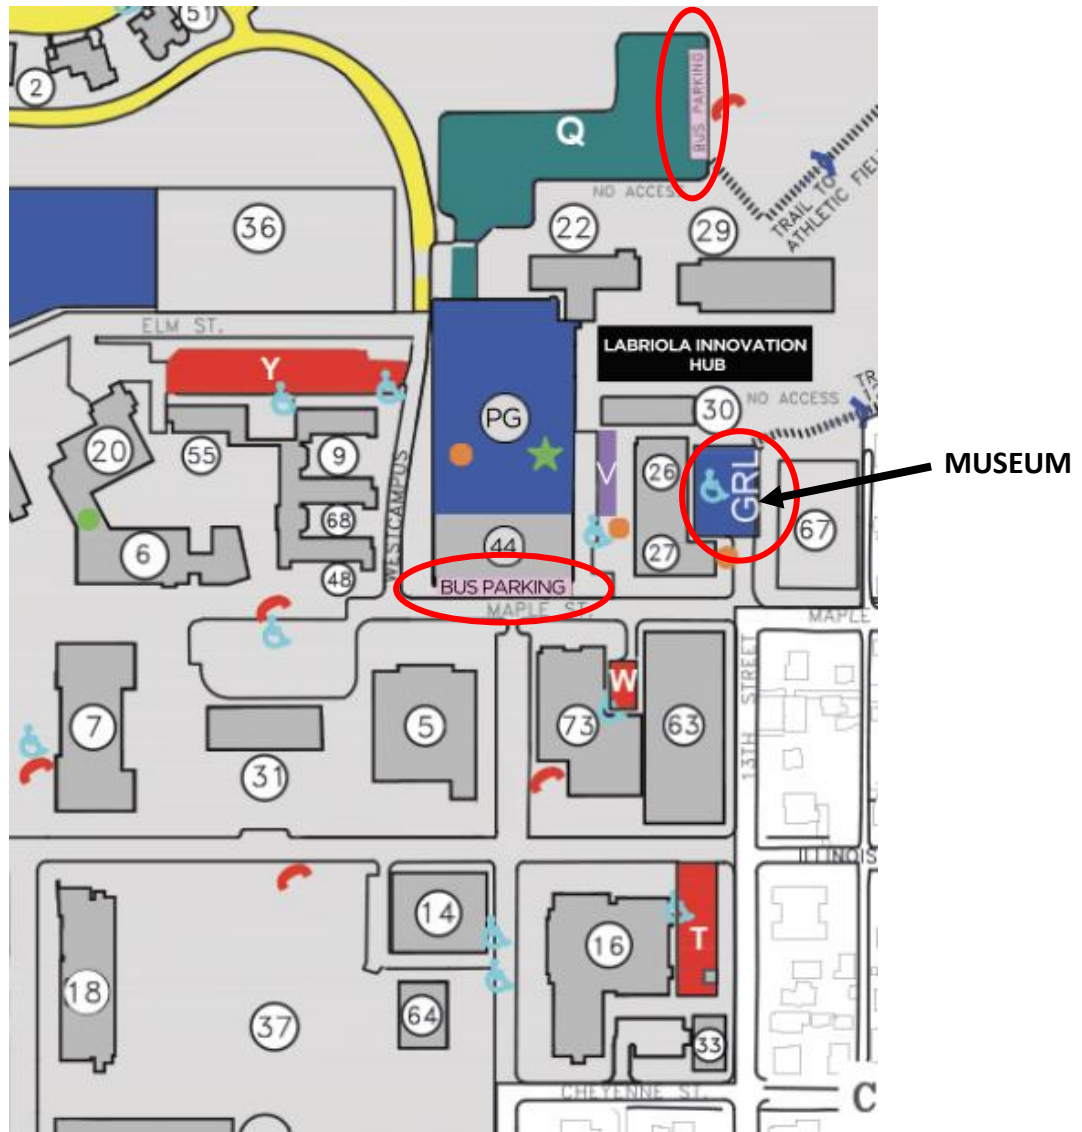 51
2
Q
BUS PARKING
NO ACCESS
TRAIL TO
ATHLETIC FIEL
36
22
29
ELM ST.
LABRIOLA INNOVATION
HUB
Y
30
NO ACCESS
TR
PG
20
55
9
WESTCAMPUS
V
26
GRL
MUSEUM
68
44
27
67
6
48
BUS PARKING
MAPLE ST.
MAPLE
W
13TH STREET
7
5
73
63
31
ILLINOIS
14
16
T
18
37
64
33
CHEYENNE ST.
C